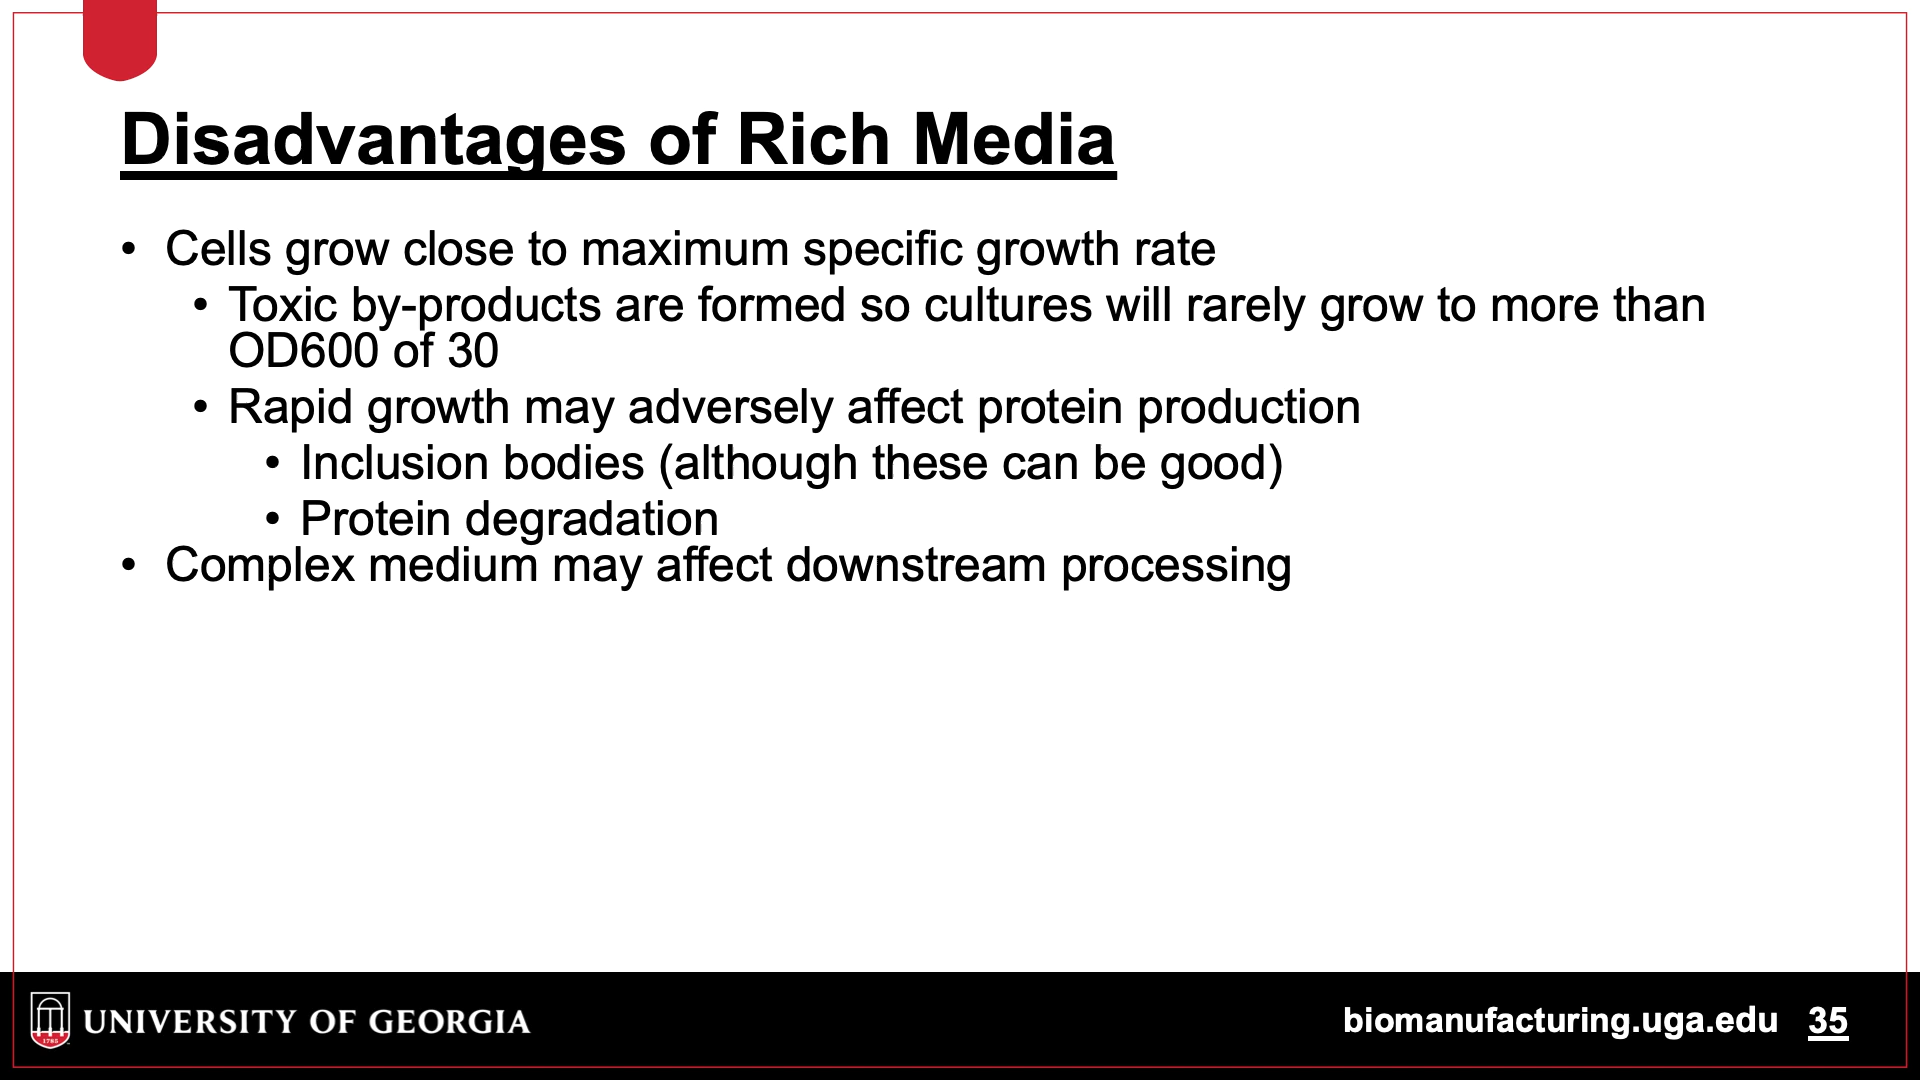 Disadvantages of Rich Media
• Cells grow close to maximum specific growth rate
• Toxic by-products are formed so cultures will rarely grow to more than
OD600 of 30
• Rapid growth may adversely affect protein production
• Inclusion bodies (although these can be good)
• Protein degradation
• Complex medium may affect downstream processing
1785
UNIVERSITY OF GEORGIA
biomanufacturing.uga.edu 35